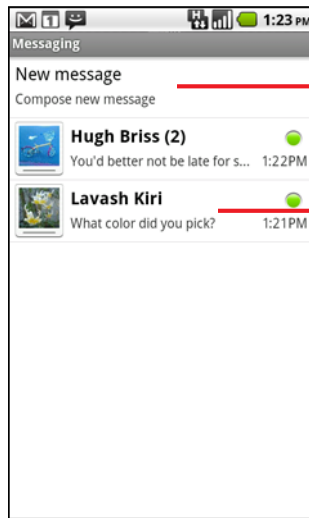 1 H 1:23 PM
Messaging
New message
Compose new message
Hugh Briss (2)
You'd better not be late for s... 1:22PM
Lavash Kiri
What color did you pick? 1:21PM